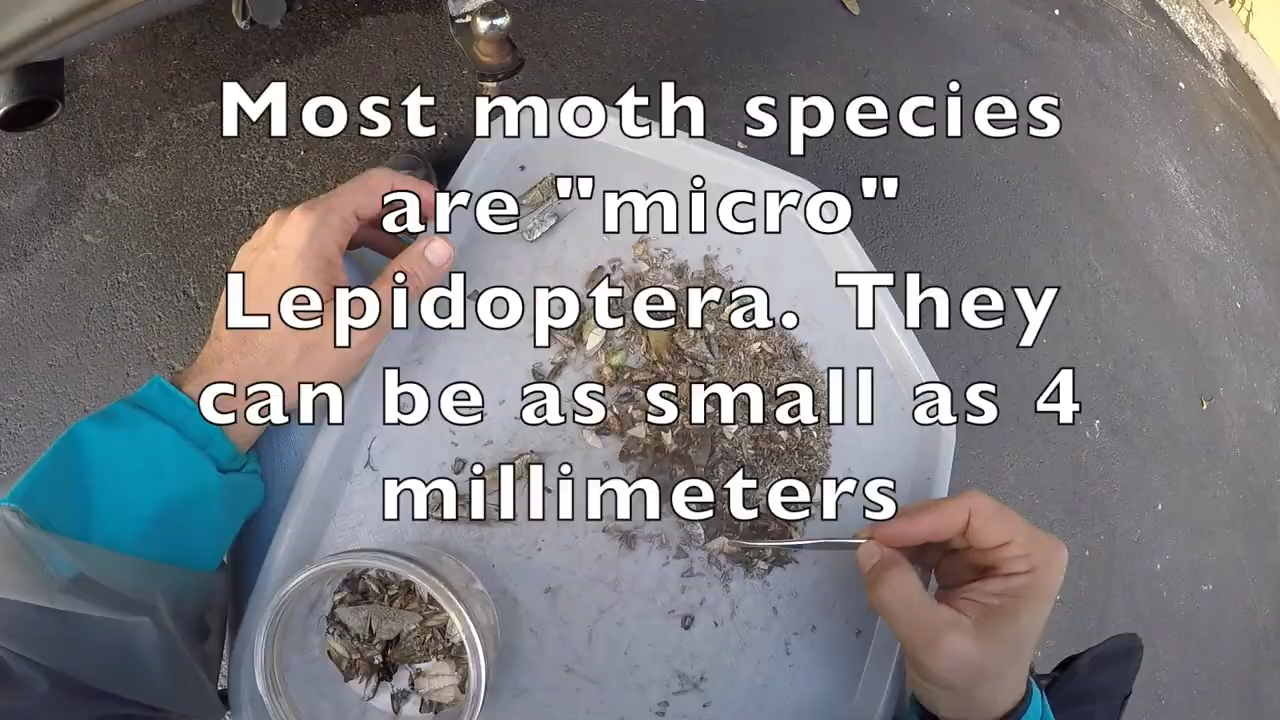 Most moth species
are "micro"
Lepidoptera. They
can be as small as 4
millimeters